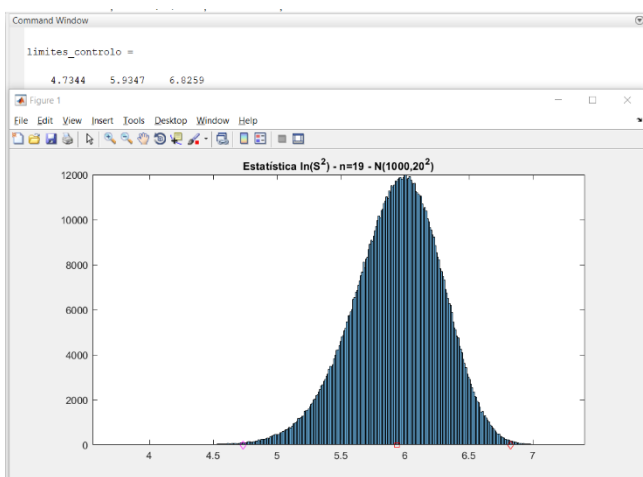 Command Window
limites_controlo =
4.7344 5.9347 6.8259
Figure 1
File Edit View Insert Tools Desktop Window Help
Estatística ln(S²) - n=19 - N(1000,20²)
12000
10000
8000
6000
4000
2000
0
4 4.5 5 5.5 6 6.5 7